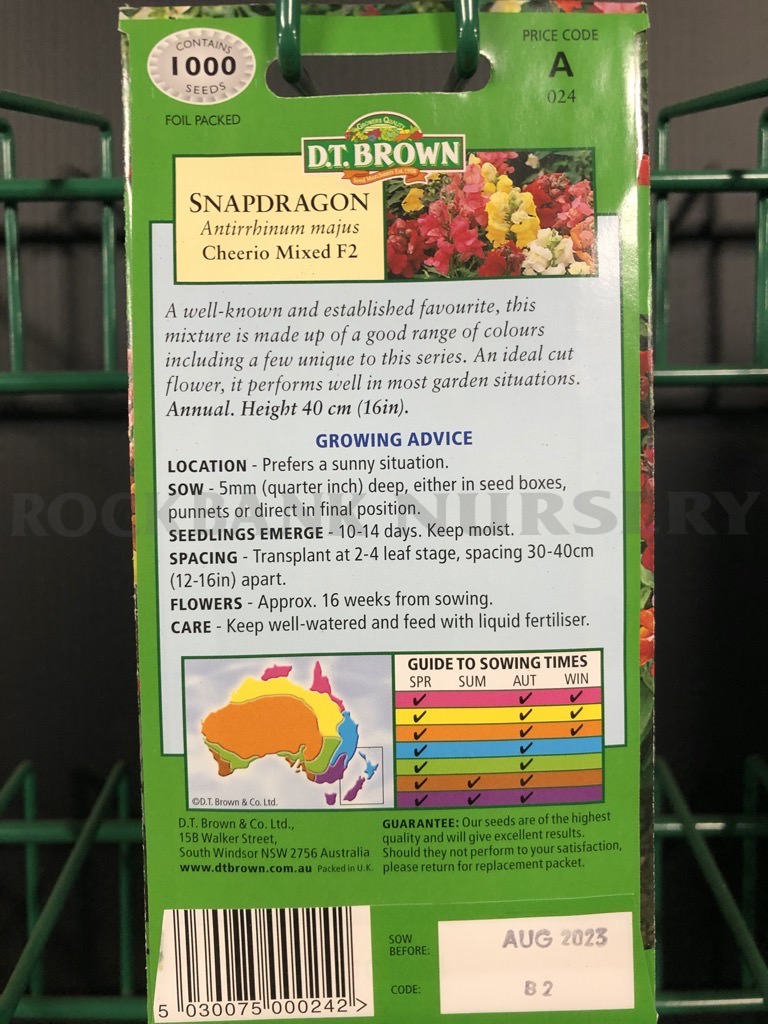 CONTAINS
1000
SEEDS
FOIL PACKED
PRICE CODE
A
024
GROWERS QUALITY
D.T. BROWN
Seed Merchants Est. 1908
SNAPDRAGON
Antirrhinum majus
Cheerio Mixed F2
A well-known and established favourite, this
mixture is made up of a good range of colours
including a few unique to this series. An ideal cut
flower, it performs well in most garden situations.
Annual. Height 40 cm (16in).
GROWING ADVICE
LOCATION - Prefers a sunny situation.
SOW - 5mm (quarter inch) deep, either in seed boxes,
punnets or direct in final position.
ROCKBANK NURSERY
SEEDLINGS EMERGE - 10-14 days. Keep moist.
SPACING - Transplant at 2-4 leaf stage, spacing 30-40cm
(12-16in) apart.
FLOWERS - Approx. 16 weeks from sowing.
CARE - Keep well-watered and feed with liquid fertiliser.
GUIDE TO SOWING TIMES
SPR SUM AUT WIN
©D.T. Brown & Co. Ltd.
D.T. Brown & Co. Ltd.,
15B Walker Street,
South Windsor NSW 2756 Australia
www.dtbrown.com.au Packed in U.K.
GUARANTEE: Our seeds are of the highest
quality and will give excellent results.
Should they not perform to your satisfaction,
please return for replacement packet.
5 030075 000242 >
SOW
BEFORE:
AUG 2023
CODE:
B2